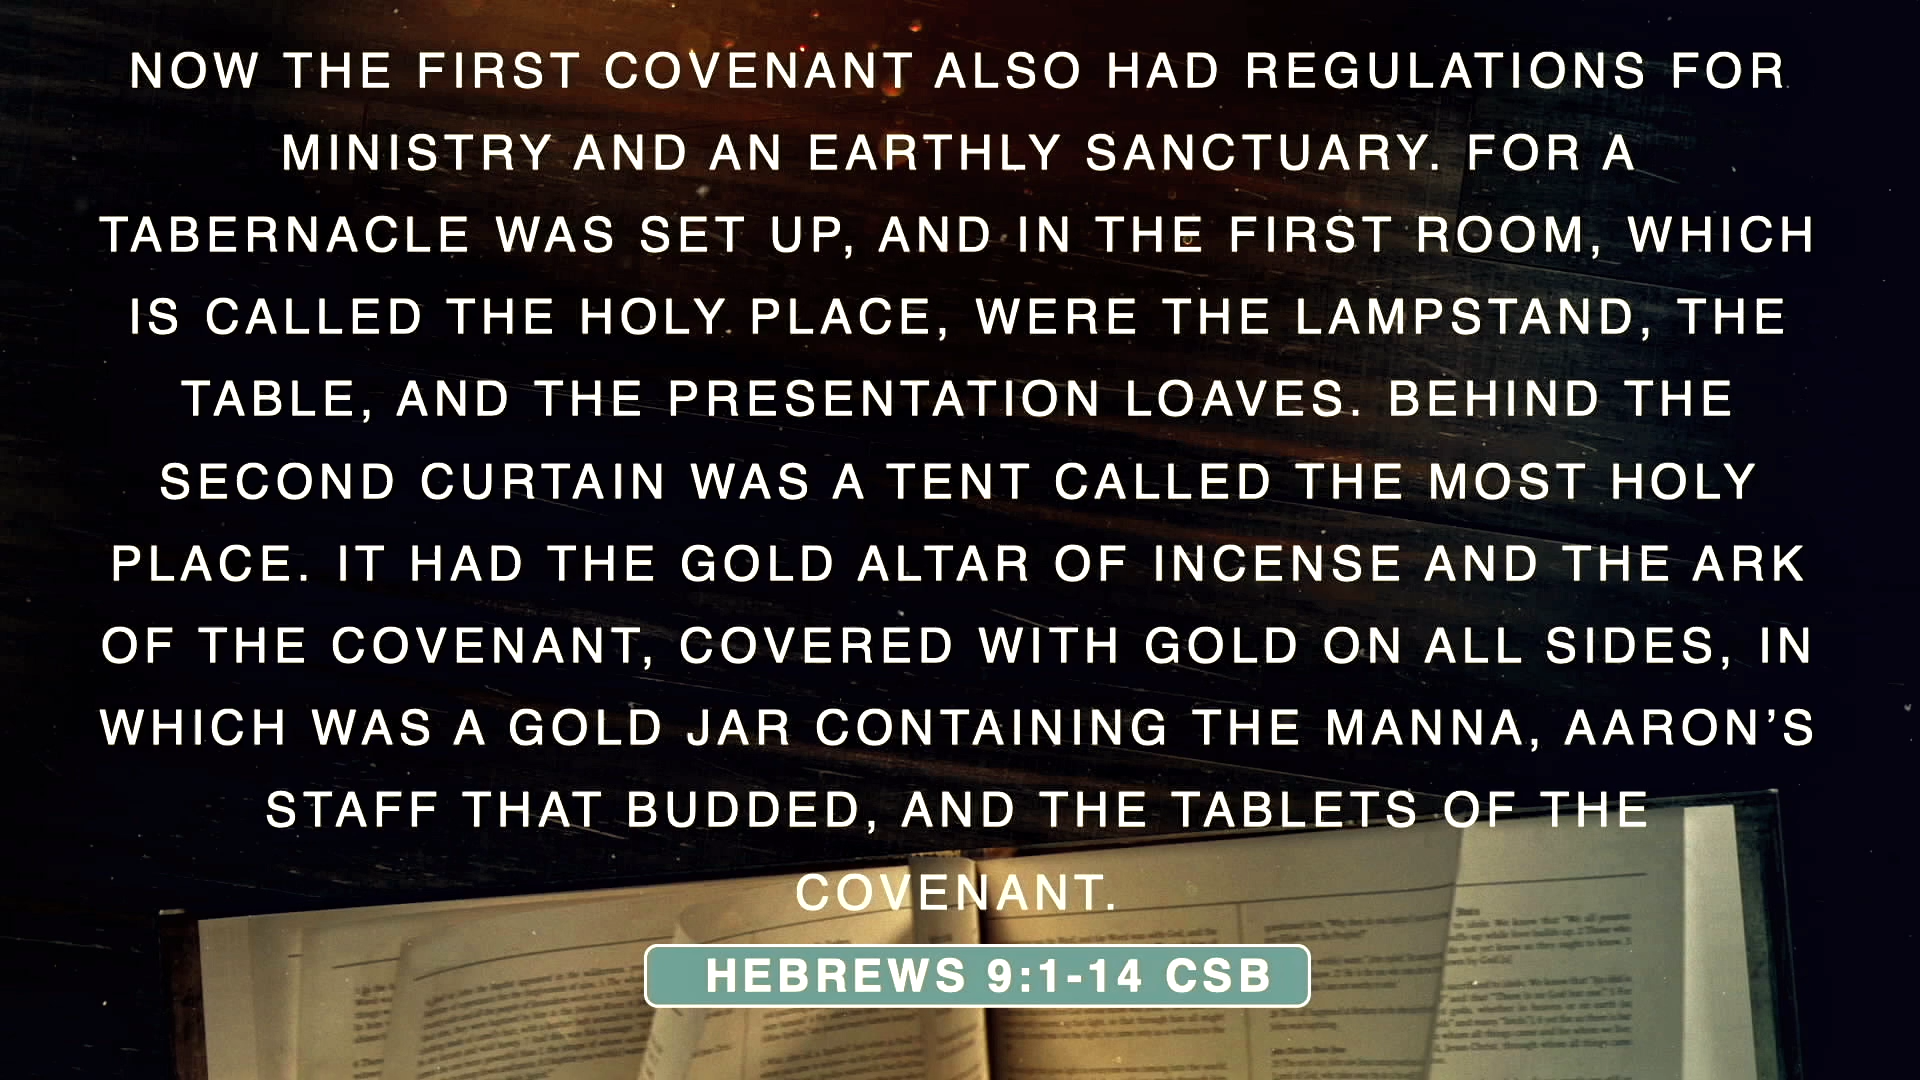 NOW THE FIRST COVENANT ALSO HAD REGULATIONS FOR
MINISTRY AND AN EARTHLY SANCTUARY. FOR A
TABERNACLE WAS SET UP, AND IN THE FIRST ROOM, WHICH
IS CALLED THE HOLY PLACE, WERE THE LAMPSTAND, THE
TABLE, AND THE PRESENTATION LOAVES. BEHIND THE
SECOND CURTAIN WAS A TENT CALLED THE MOST HOLY
PLACE. IT HAD THE GOLD ALTAR OF INCENSE AND THE ARK
OF THE COVENANT, COVERED WITH GOLD ON ALL SIDES, IN
WHICH WAS A GOLD JAR CONTAINING THE MANNA, AARON’S
STAFF THAT BUDDED, AND THE TABLETS OF THE
COVENANT.
HEBREWS 9:1-14 CSB